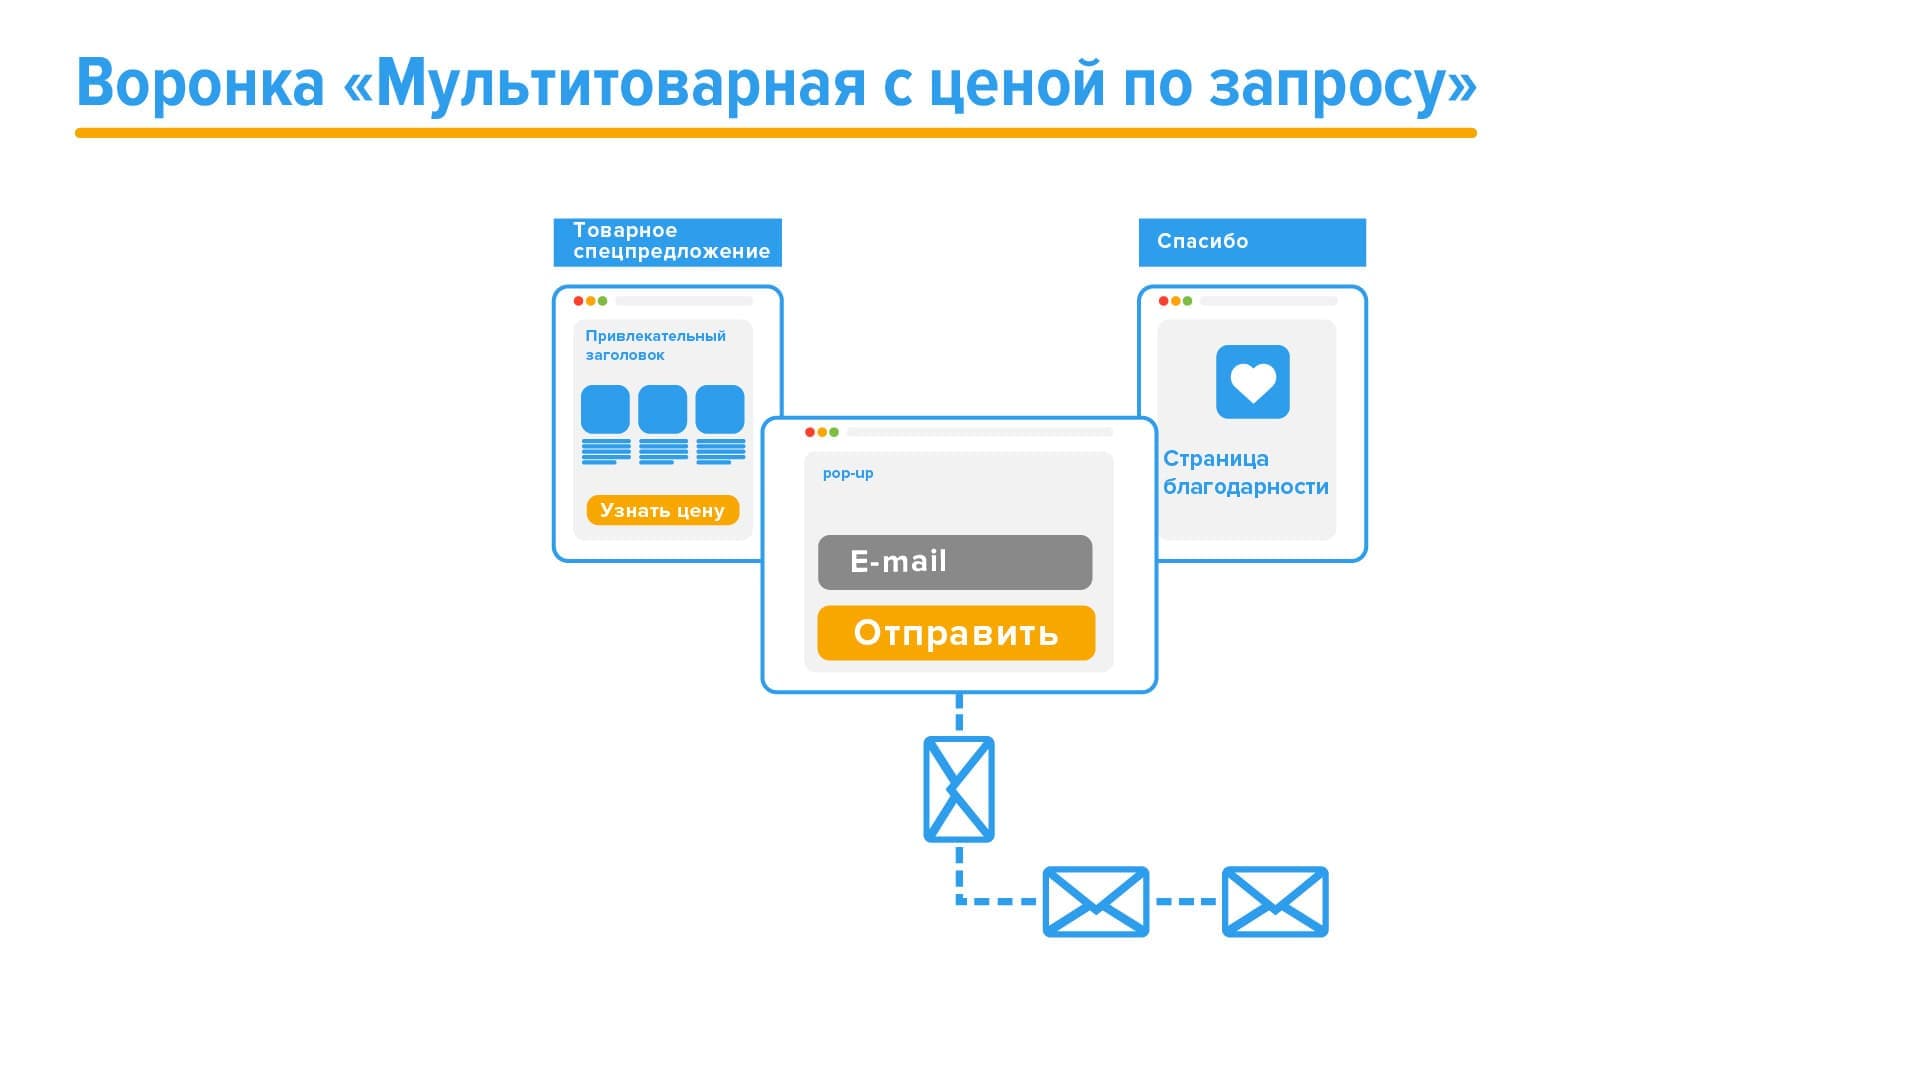 Воронка «Мультитоварная с ценой по запросу»
Товарное
спецпредложение
Привлекательный
заголовок
Узнать цену
pop-up
E-mail
Отправить
Спасибо
Страница
благодарности